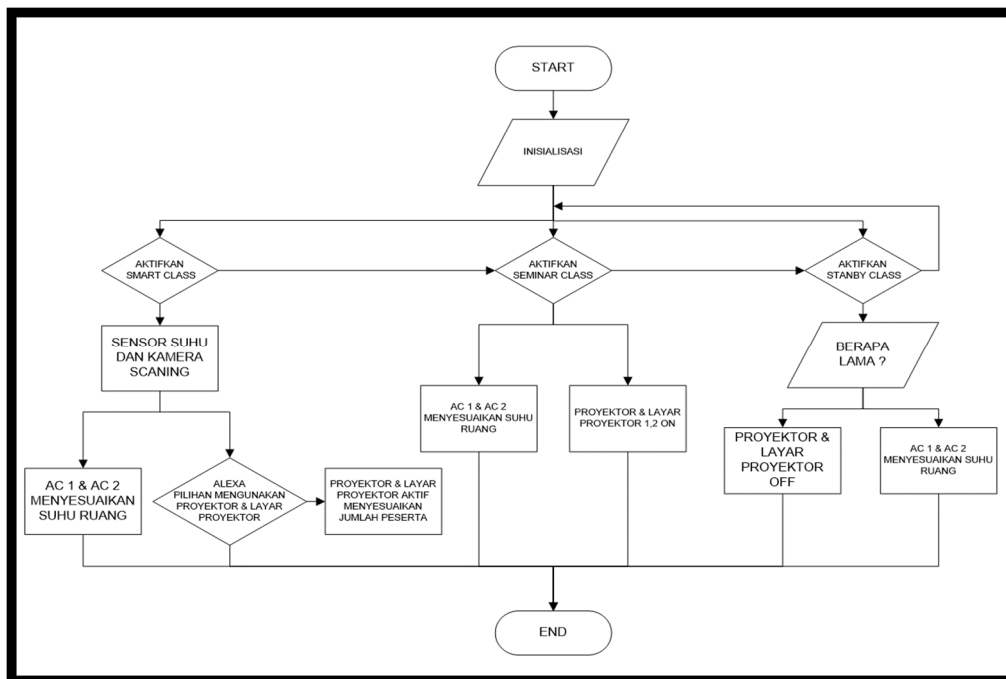 START
INISIALISASI
AKTIFKAN
SMART CLASS
AKTIFKAN
SEMINAR CLASS
AKTIFKAN
STANBY CLASS
SENSOR SUHU
DAN KAMERA
SCANING
BERAPA
LAMA ?
AC 1 & AC 2
MENYESUAIKAN SUHU
RUANG
PROYEKTOR & LAYAR
PROYEKTOR 1,2 ON
PROYEKTOR &
LAYAR
PROYEKTOR
OFF
AC 1 & AC 2
MENYESUAIKAN SUHU
RUANG
AC 1 & AC 2
MENYESUAIKAN
SUHU RUANG
ALEXA
PILIHAN MENGUNAKAN
PROYEKTOR & LAYAR
PROYEKTOR
PROYEKTOR & LAYAR
PROYEKTOR AKTIF
MENYESUAIKAN
JUMLAH PESERTA
END